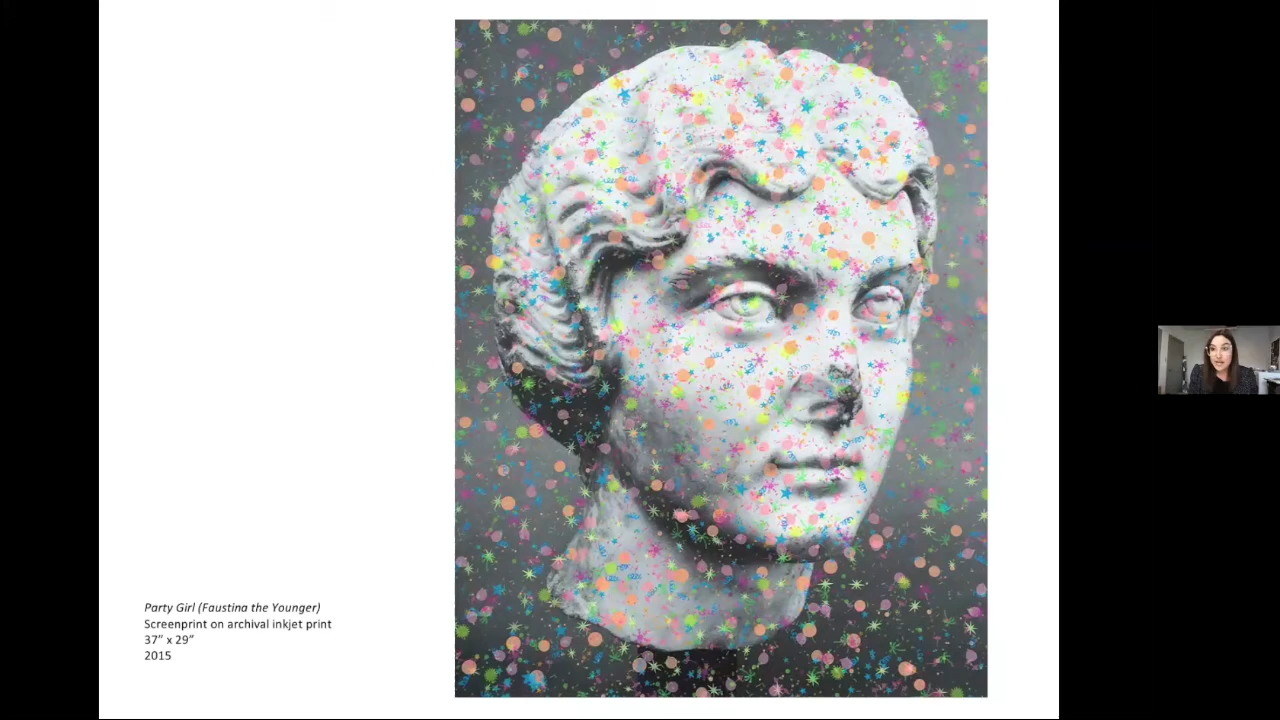 Party Girl (Faustina the Younger)
Screenprint on archival inkjet print
37” x 29”
2015